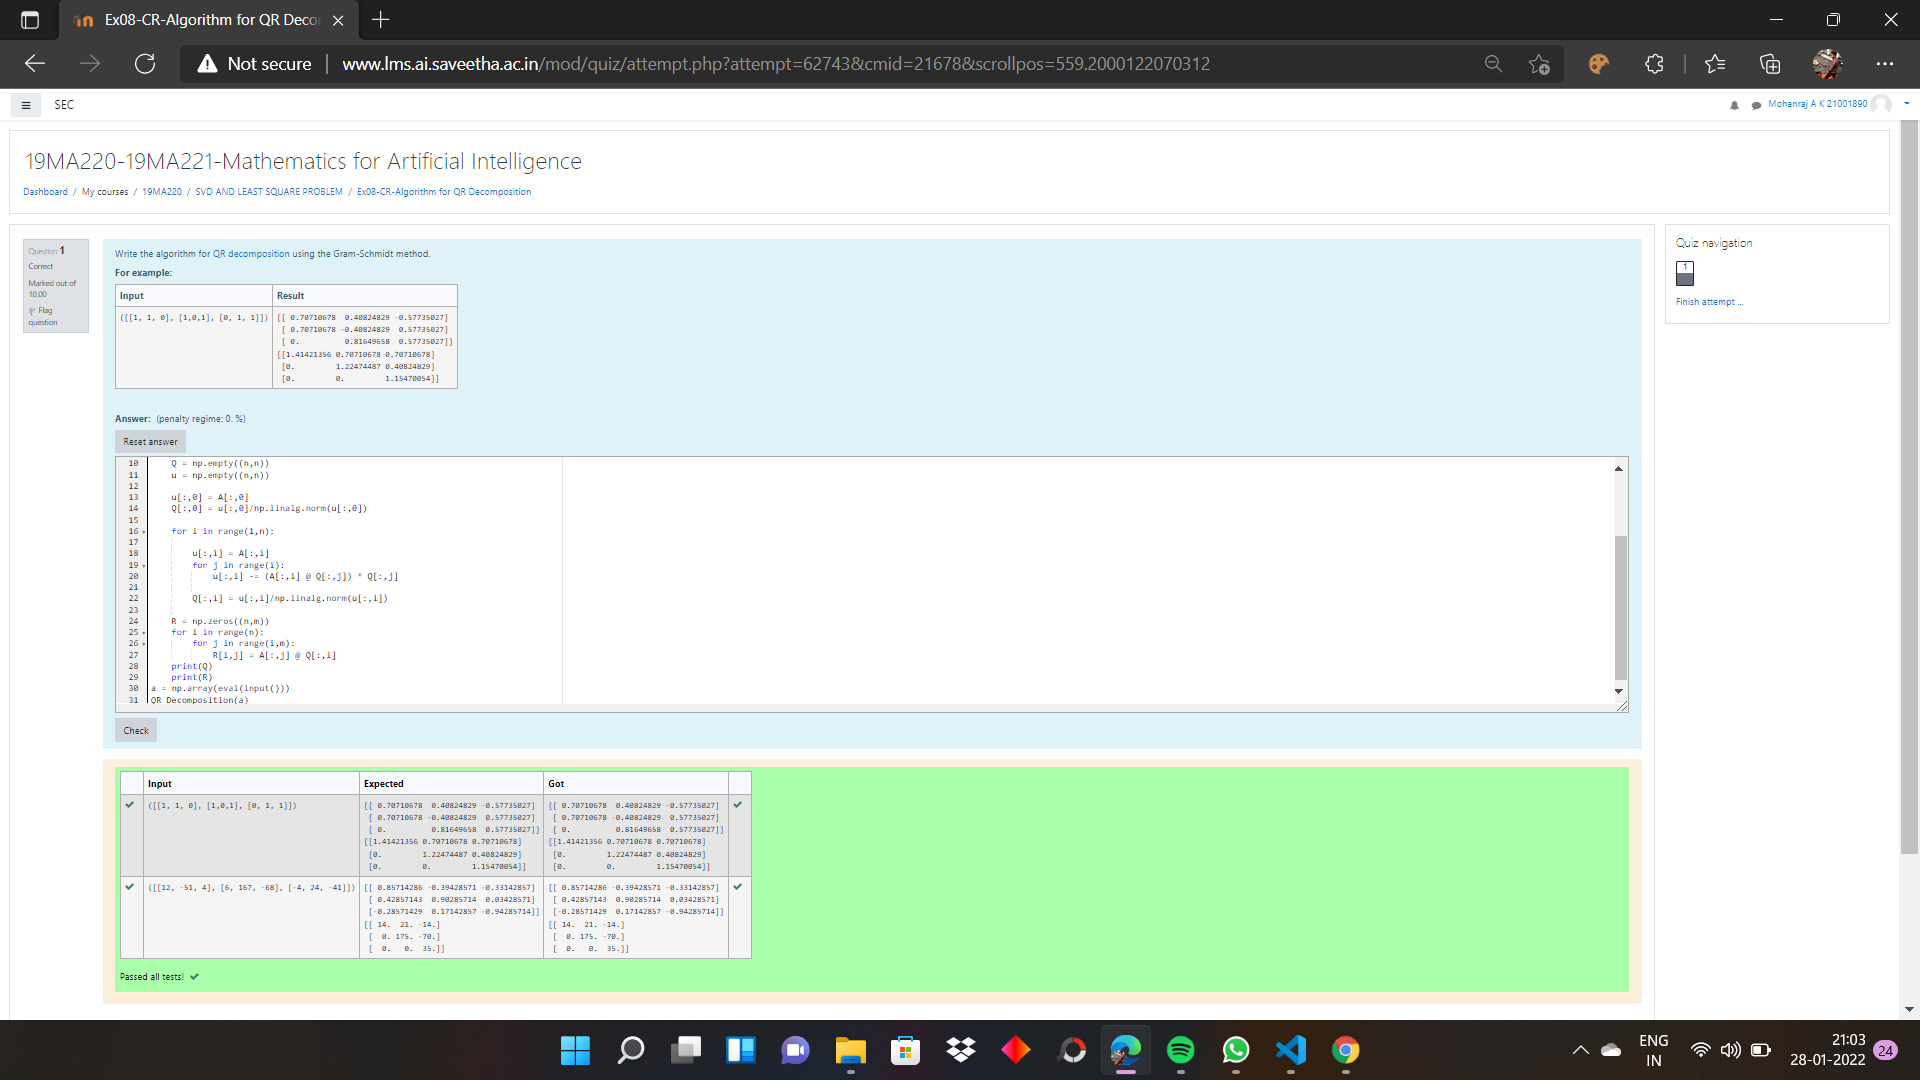 Ex08-CR-Algorithm for QR Deco
Not secure
www.lms.ai.saveetha.ac.in/mod/quiz/attempt.php?attempt=62743&cmid=21678&scrollpos=559.2000122070312
SEC
Mohanraj A K 21001890
19MA220-19MA221-Mathematics for Artificial Intelligence
Dashboard / My courses / 19MA220 / SVD AND LEAST SQUARE PROBLEM / Ex08-CR-Algorithm for QR Decomposition
Question 1
Correct
Marked out of
10.00
Flag
question
Write the algorithm for QR decomposition using the Gram-Schmidt method.
For example:
Input Result
([[1, 1, 0], [1,0,1], [0, 1, 1]]) [[ 0.70710678 0.40824829 -0.57735027]
[ 0.70710678 -0.40824829 0.57735027]
[ 0. 0.81649658 0.57735027]]
[[1.41421356 0.70710678 0.70710678]
[0. 1.22474487 0.40824829]
[0. 0. 1.15470054]]
Answer: (penalty regime: 0. %)
Reset answer
10 Q = np.empty((n,n))
11 u = np.empty((n,n))
12
13 u[:,0] = A[:,0]
14 Q[:,0] = u[:,0]/np.linalg.norm(u[:,0])
15
16 for i in range(1,n):
17
18 u[:,i] = A[:,i]
19 for j in range(i):
20 u[:,i] -= (A[:,i] @ Q[:,j]) * Q[:,j]
21
22 Q[:,i] = u[:,i]/np.linalg.norm(u[:,i])
23
24 R = np.zeros((n,m))
25 for i in range(n):
26 for j in range(i,m):
27 R[i,j] = A[:,j] @ Q[:,i]
28 print(Q)
29 print(R)
30 a = np.array(eval(input()))
31 QR_Decomposition(a)
Check
Input Expected Got
([[1, 1, 0], [1,0,1], [0, 1, 1]]) [[ 0.70710678 0.40824829 -0.57735027] [[ 0.70710678 0.40824829 -0.57735027]
[ 0.70710678 -0.40824829 0.57735027] [ 0.70710678 -0.40824829 0.57735027]
[ 0. 0.81649658 0.57735027]] [ 0. 0.81649658 0.57735027]]
[[1.41421356 0.70710678 0.70710678] [[1.41421356 0.70710678 0.70710678]
[0. 1.22474487 0.40824829] [0. 1.22474487 0.40824829]
[0. 0. 1.15470054]] [0. 0. 1.15470054]]
([[12, -51, 4], [6, 167, -68], [-4, 24, -41]]) [[ 0.85714286 -0.39428571 -0.33142857] [[ 0.85714286 -0.39428571 -0.33142857]
[ 0.42857143 0.90285714 0.03428571] [ 0.42857143 0.90285714 0.03428571]
[-0.28571429 0.17142857 -0.94285714]] [-0.28571429 0.17142857 -0.94285714]]
[[ 14. 21. -14.] [[ 14. 21. -14.]
[ 0. 175. -70.] [ 0. 175. -70.]
[ 0. 0. 35.]] [ 0. 0. 35.]]
Passed all tests!
Quiz navigation
1
Finish attempt ...
ENG
IN
21:03
28-01-2022
24